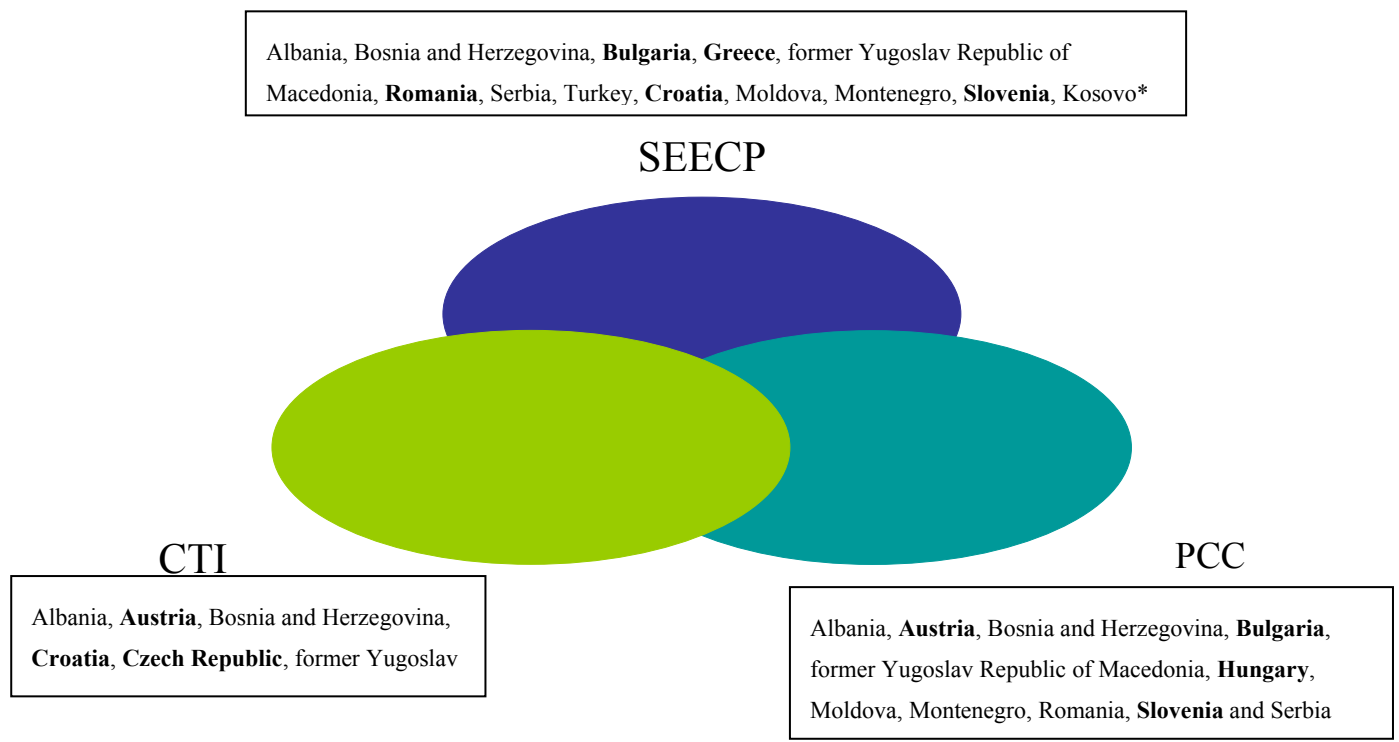 Albania, Bosnia and Herzegovina, Bulgaria, Greece, former Yugoslav Republic of
Macedonia, Romania, Serbia, Turkey, Croatia, Moldova, Montenegro, Slovenia, Kosovo*
SEECP
CTI
PCC
Albania, Austria, Bosnia and Herzegovina,
Croatia, Czech Republic, former Yugoslav
Albania, Austria, Bosnia and Herzegovina, Bulgaria,
former Yugoslav Republic of Macedonia, Hungary,
Moldova, Montenegro, Romania, Slovenia and Serbia